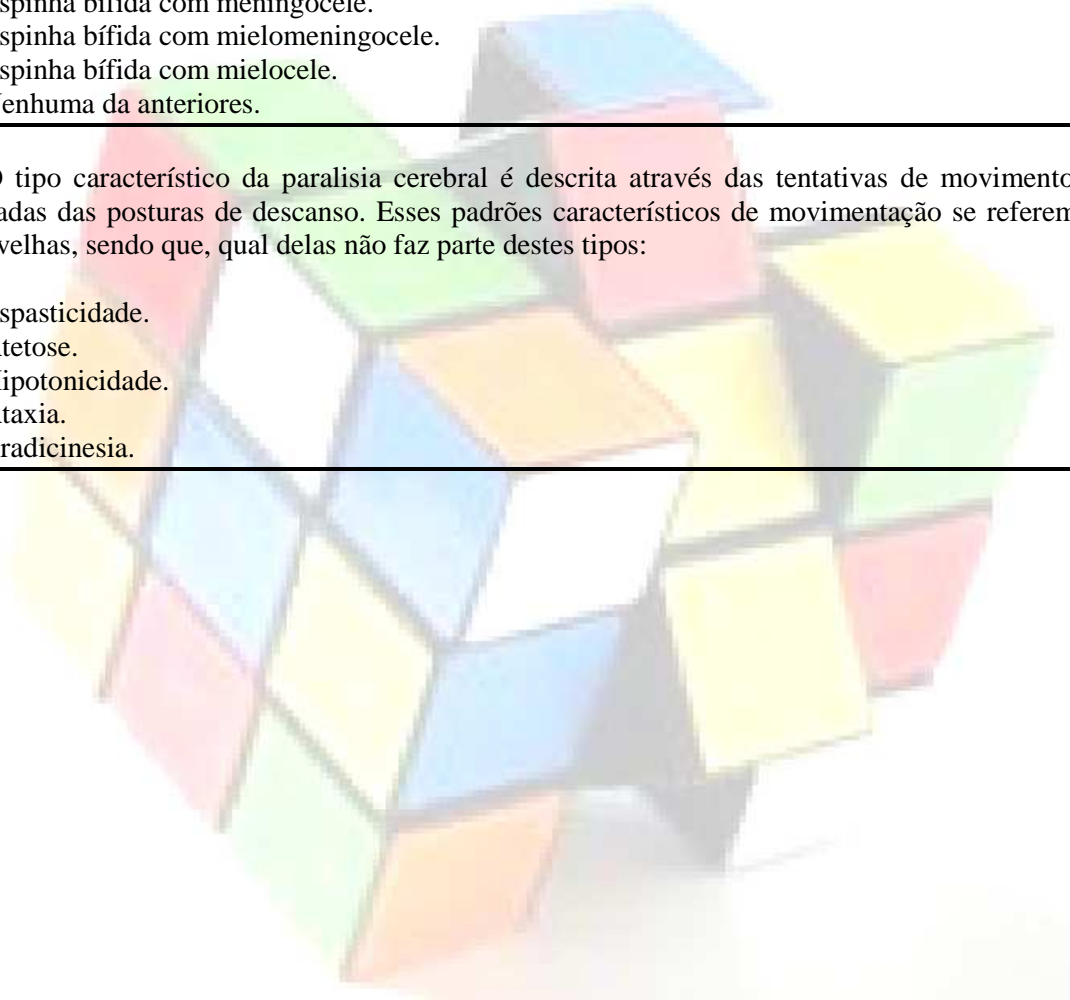 spinha bífida com meningocele.
spinha bífida com mielomeningocele.
spinha bífida com mielocele.
enhuma da anteriores.
O tipo característico da paralisia cerebral é descrita através das tentativas de movimento
adas das posturas de descanso. Esses padrões característicos de movimentação se referem
velhas, sendo que, qual delas não faz parte destes tipos:
spasticidade.
tetose.
ipotonicidade.
taxia.
radicinesia.